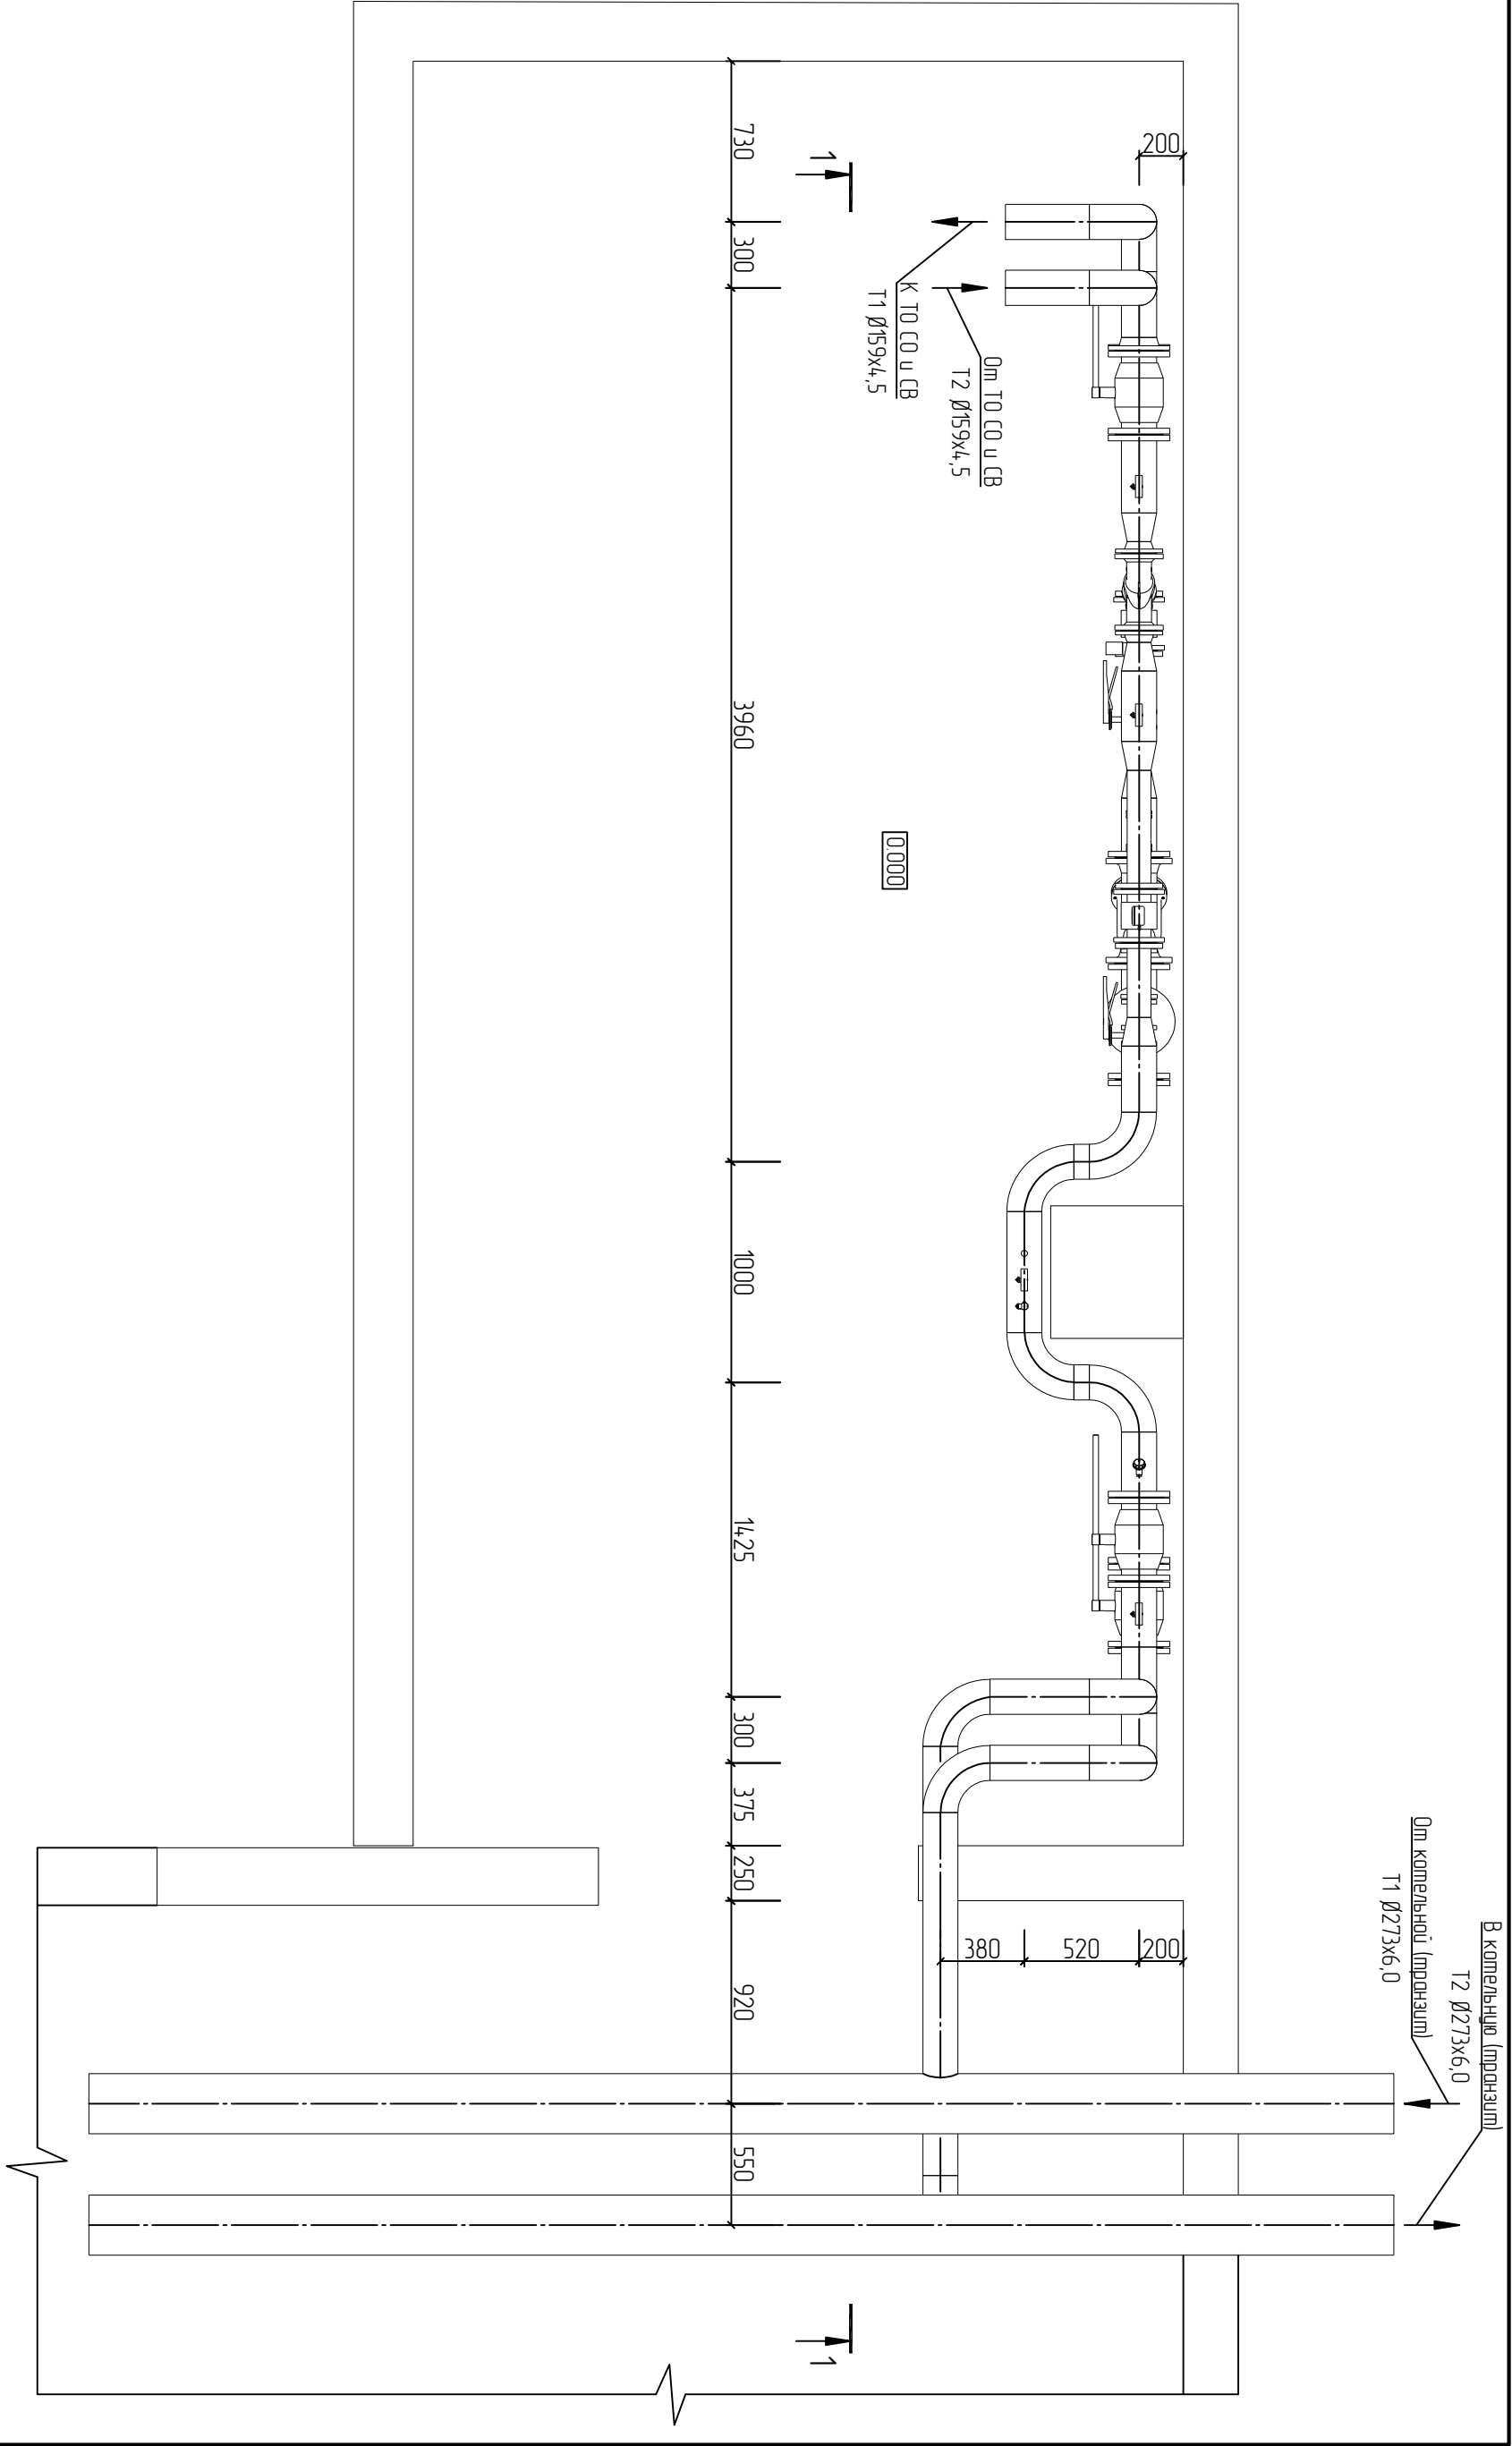 В котельную (транзит)
Т2 Ø273х6,0
От котельной (транзит)
Т1 Ø273х6,0
200
200
520
380
От ТО СО и СВ
Т2 Ø159х4,5
К ТО СО и СВ
Т1 Ø159х4,5
0.000
1
1
730
300
3960
1000
1425
300
375
250
920
550